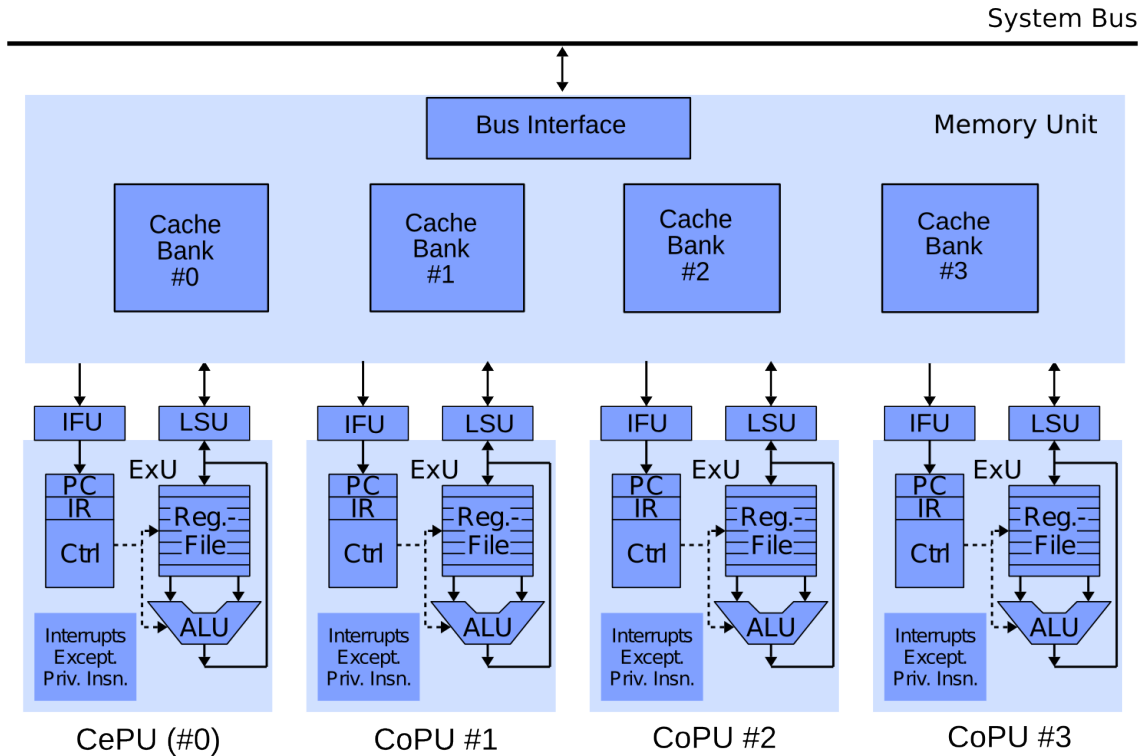 System Bus
Bus Interface
Memory Unit
Cache
Bank
#0
Cache
Bank
#1
Cache
Bank
#2
Cache
Bank
#3
IFU
LSU
ExU
PC
IR
Ctrl
Reg.-
File
ALU
Interrupts
Except.
Priv. Insn.
CePU (#0)
IFU
LSU
ExU
PC
IR
Ctrl
Reg.-
File
ALU
Interrupts
Except.
Priv. Insn.
CoPU #1
IFU
LSU
ExU
PC
IR
Ctrl
Reg.-
File
ALU
Interrupts
Except.
Priv. Insn.
CoPU #2
IFU
LSU
ExU
PC
IR
Ctrl
Reg.-
File
ALU
Interrupts
Except.
Priv. Insn.
CoPU #3